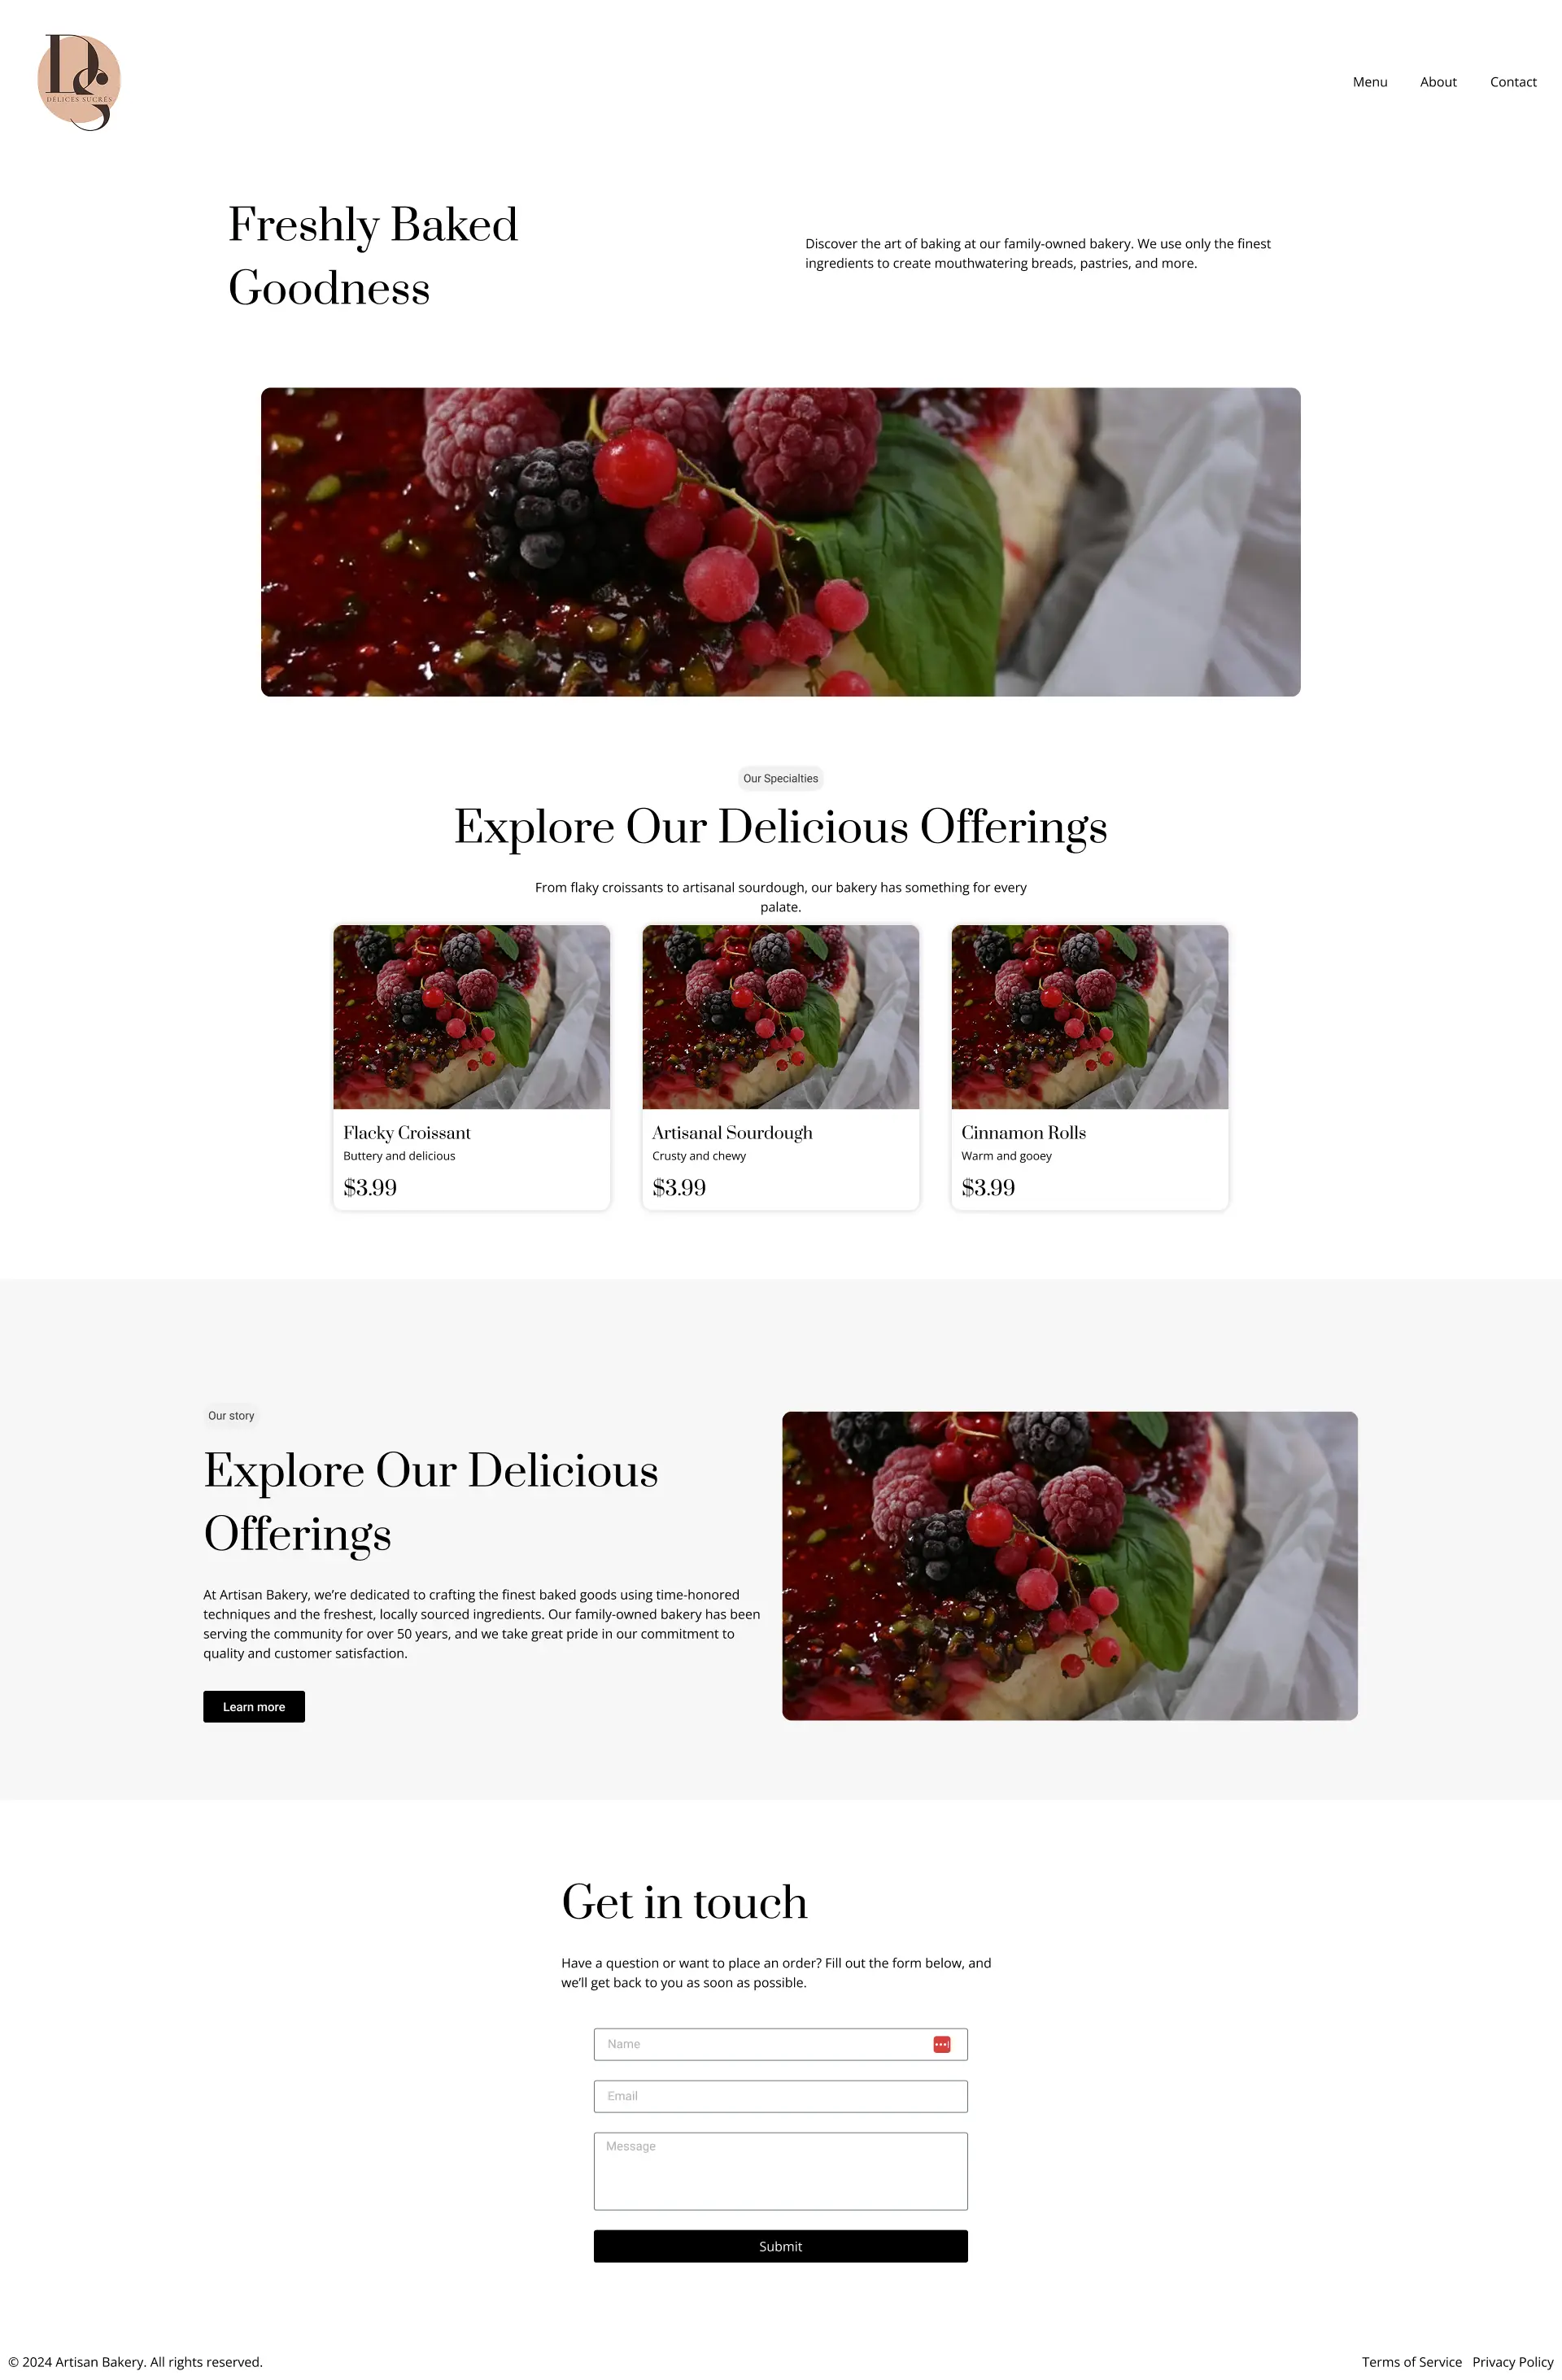 DELICES SUCRÉS
Menu
About
Contact
Freshly Baked
Goodness
Discover the art of baking at our family-owned bakery. We use only the finest
ingredients to create mouthwatering breads, pastries, and more.
Our Specialties
Explore Our Delicious Offerings
From flaky croissants to artisanal sourdough, our bakery has something for every
palate.
Flacky Croissant
Buttery and delicious
$3.99
Artisanal Sourdough
Crusty and chewy
$3.99
Cinnamon Rolls
Warm and gooey
$3.99
Our story
Explore Our Delicious
Offerings
At Artisan Bakery, we’re dedicated to crafting the finest baked goods using time-honored
techniques and the freshest, locally sourced ingredients. Our family-owned bakery has been
serving the community for over 50 years, and we take great pride in our commitment to
quality and customer satisfaction.
Learn more
Get in touch
Have a question or want to place an order? Fill out the form below, and
we’ll get back to you as soon as possible.
Name
Email
Message
Submit
© 2024 Artisan Bakery. All rights reserved.
Terms of Service
Privacy Policy